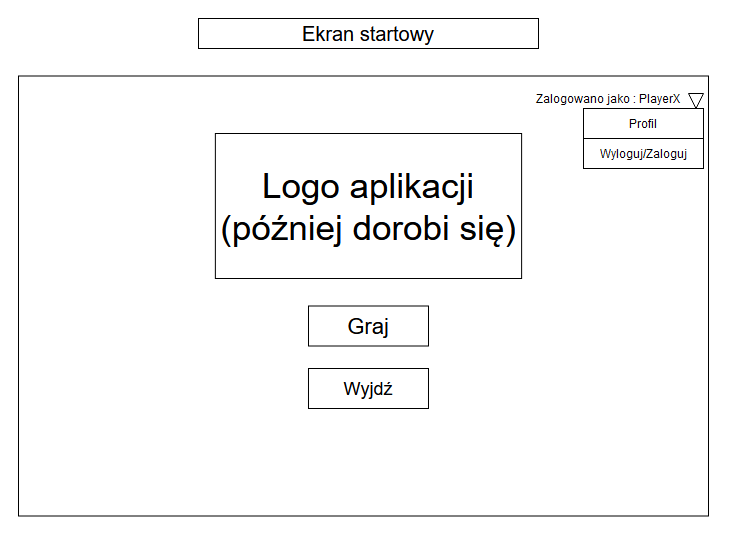 Ekran startowy
Zalogowano jako : PlayerX
Profil
Wyloguj/Zaloguj
Logo aplikacji
(później dorobi się)
Graj
Wyjdź